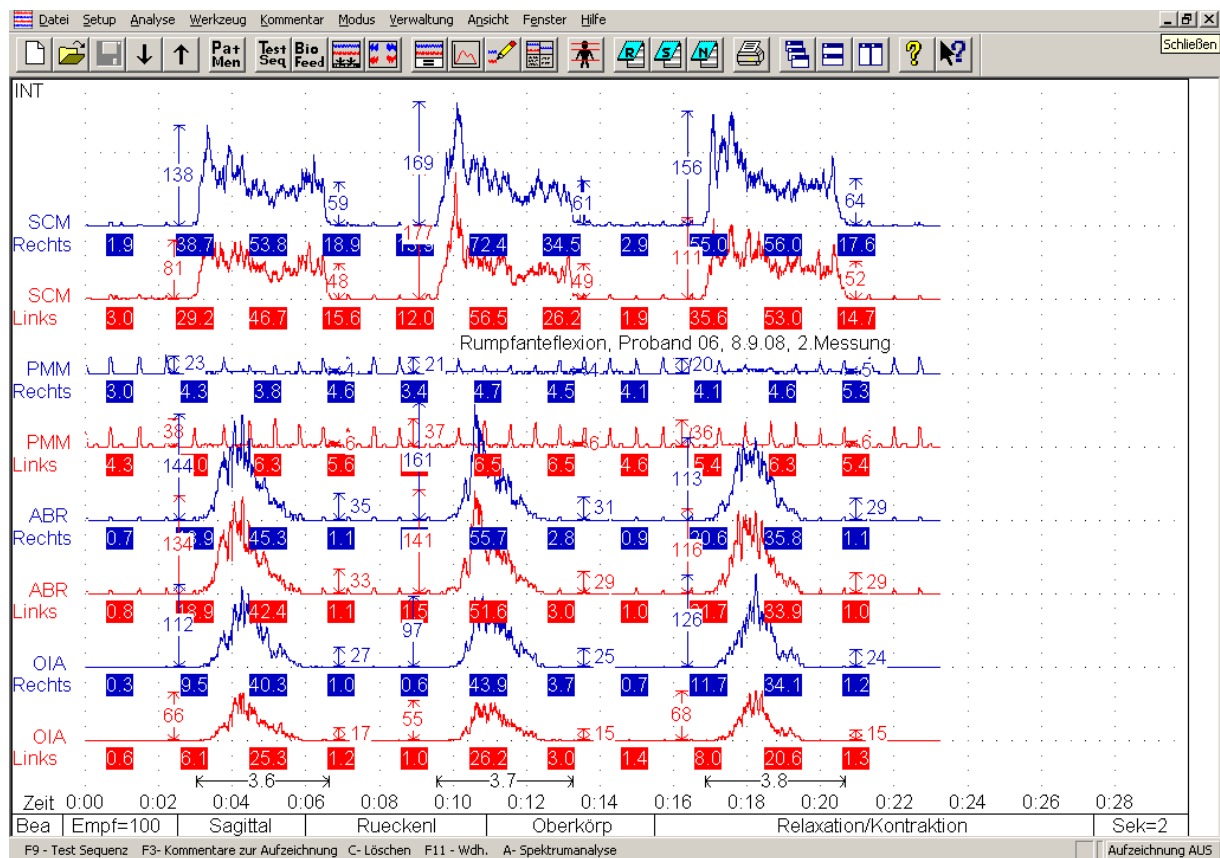 Datei Setup Analyse Werkzeug Kommentar Modus Verwaltung Ansicht Fenster Hilfe
Pat Men Test Seq Bio Feed R S N
Schließen
INT
138 59 169 61 156 64
SCM
Rechts 1.9 38.7 53.8 18.9 72.4 34.5 2.9 55.0 56.0 17.6
81 48 177 49 111 52
SCM
Links 3.0 29.2 46.7 15.6 12.0 56.5 26.2 1.9 35.6 53.0 14.7
Rumpfanteflexion, Proband 06, 8.9.08, 2.Messung
PMM 23 4 21 4 20 5
Rechts 3.0 4.3 3.8 4.6 3.4 4.7 4.5 4.1 4.1 4.6 5.3
PMM 38 6 37 6 36 6
Links 4.3 6.3 5.6 6.5 6.5 4.6 5.4 6.3 5.4
144 161 113
ABR 35 31 29
Rechts 0.7 45.3 1.1 55.7 2.8 0.9 20.6 35.8 1.1
134 141 116
ABR 33 29 29
Links 0.8 18.9 42.4 1.1 1.5 51.6 3.0 1.0 33.9 1.0
112 97 126
OIA 27 25 24
Rechts 0.3 9.5 40.3 1.0 0.6 43.9 3.7 0.7 11.7 34.1 1.2
66 55 68
OIA 17 15 15
Links 0.6 6.1 25.3 1.2 1.0 26.2 3.0 1.4 8.0 20.6 1.3
3.6 3.7 3.8
Zeit 0:00 0:02 0:04 0:06 0:08 0:10 0:12 0:14 0:16 0:18 0:20 0:22 0:24 0:26 0:28
Bea Empf=100 Sagittal Rueckenl Oberkörp Relaxation/Kontraktion Sek=2
F9 - Test Sequenz F3- Kommentare zur Aufzeichnung C- Löschen F11 - Wdh. A- Spektrumanalyse Aufzeichnung AUS